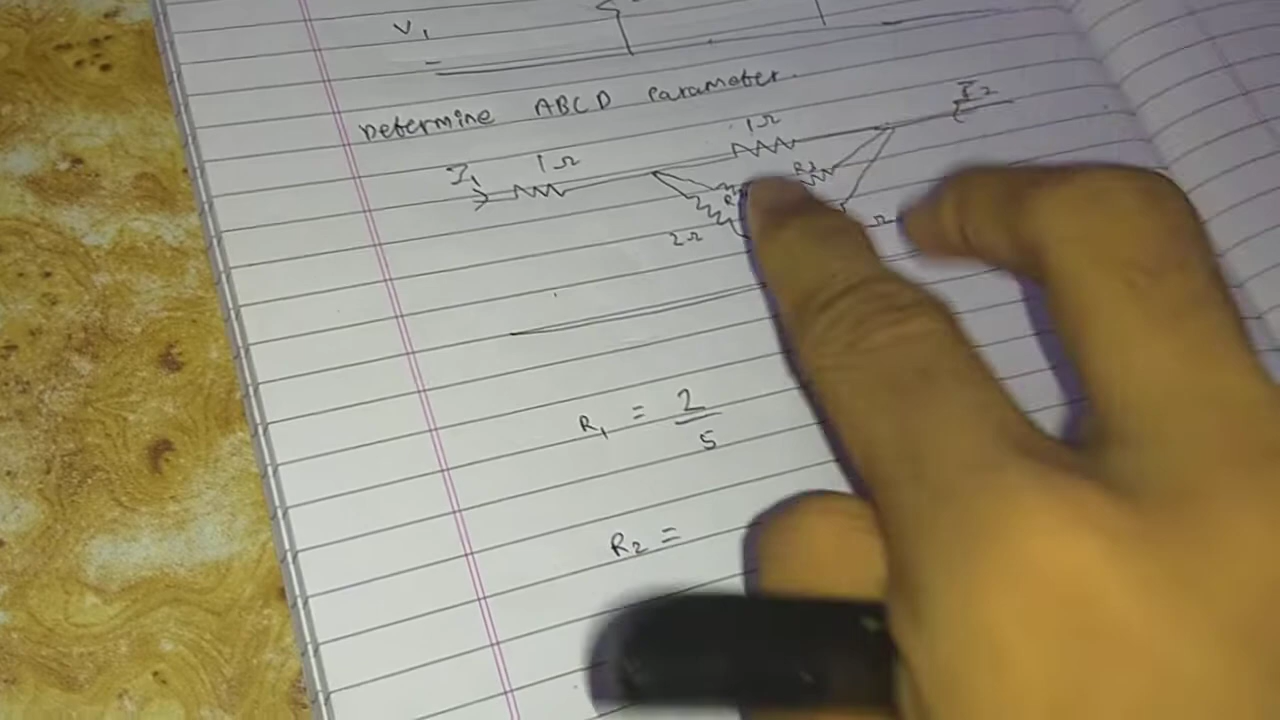 V1
Determine ABCD Parameter.
I1 1Ω 1Ω I2
R2
2Ω Ω
R1 = 2/5
R2 =